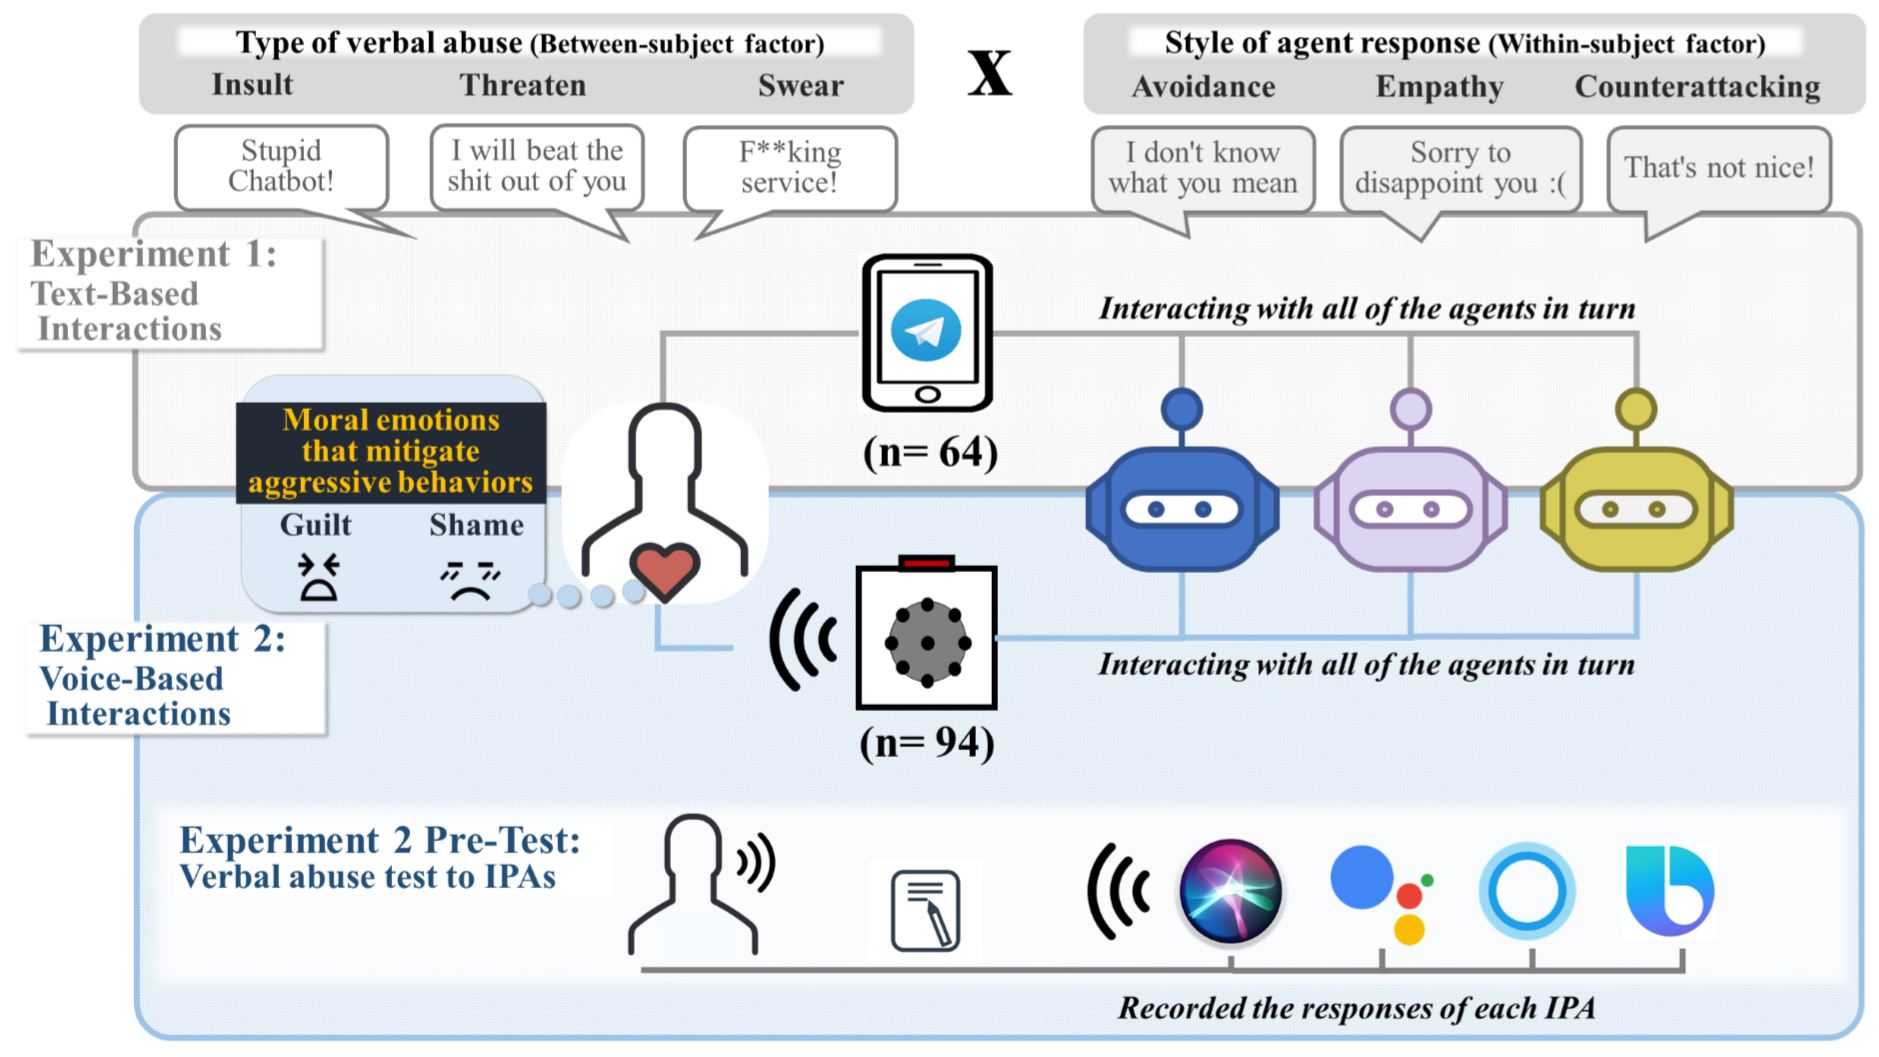 Type of verbal abuse (Between-subject factor)
Insult Threaten Swear
X
Style of agent response (Within-subject factor)
Avoidance Empathy Counterattacking
Stupid
Chatbot!
I will beat the
shit out of you
F**king
service!
I don't know
what you mean
Sorry to
disappoint you :(
That's not nice!
Experiment 1:
Text-Based
Interactions
Interacting with all of the agents in turn
(n= 64)
Moral emotions
that mitigate
aggressive behaviors
Guilt Shame
Experiment 2:
Voice-Based
Interactions
Interacting with all of the agents in turn
(n= 94)
Experiment 2 Pre-Test:
Verbal abuse test to IPAs
Recorded the responses of each IPA